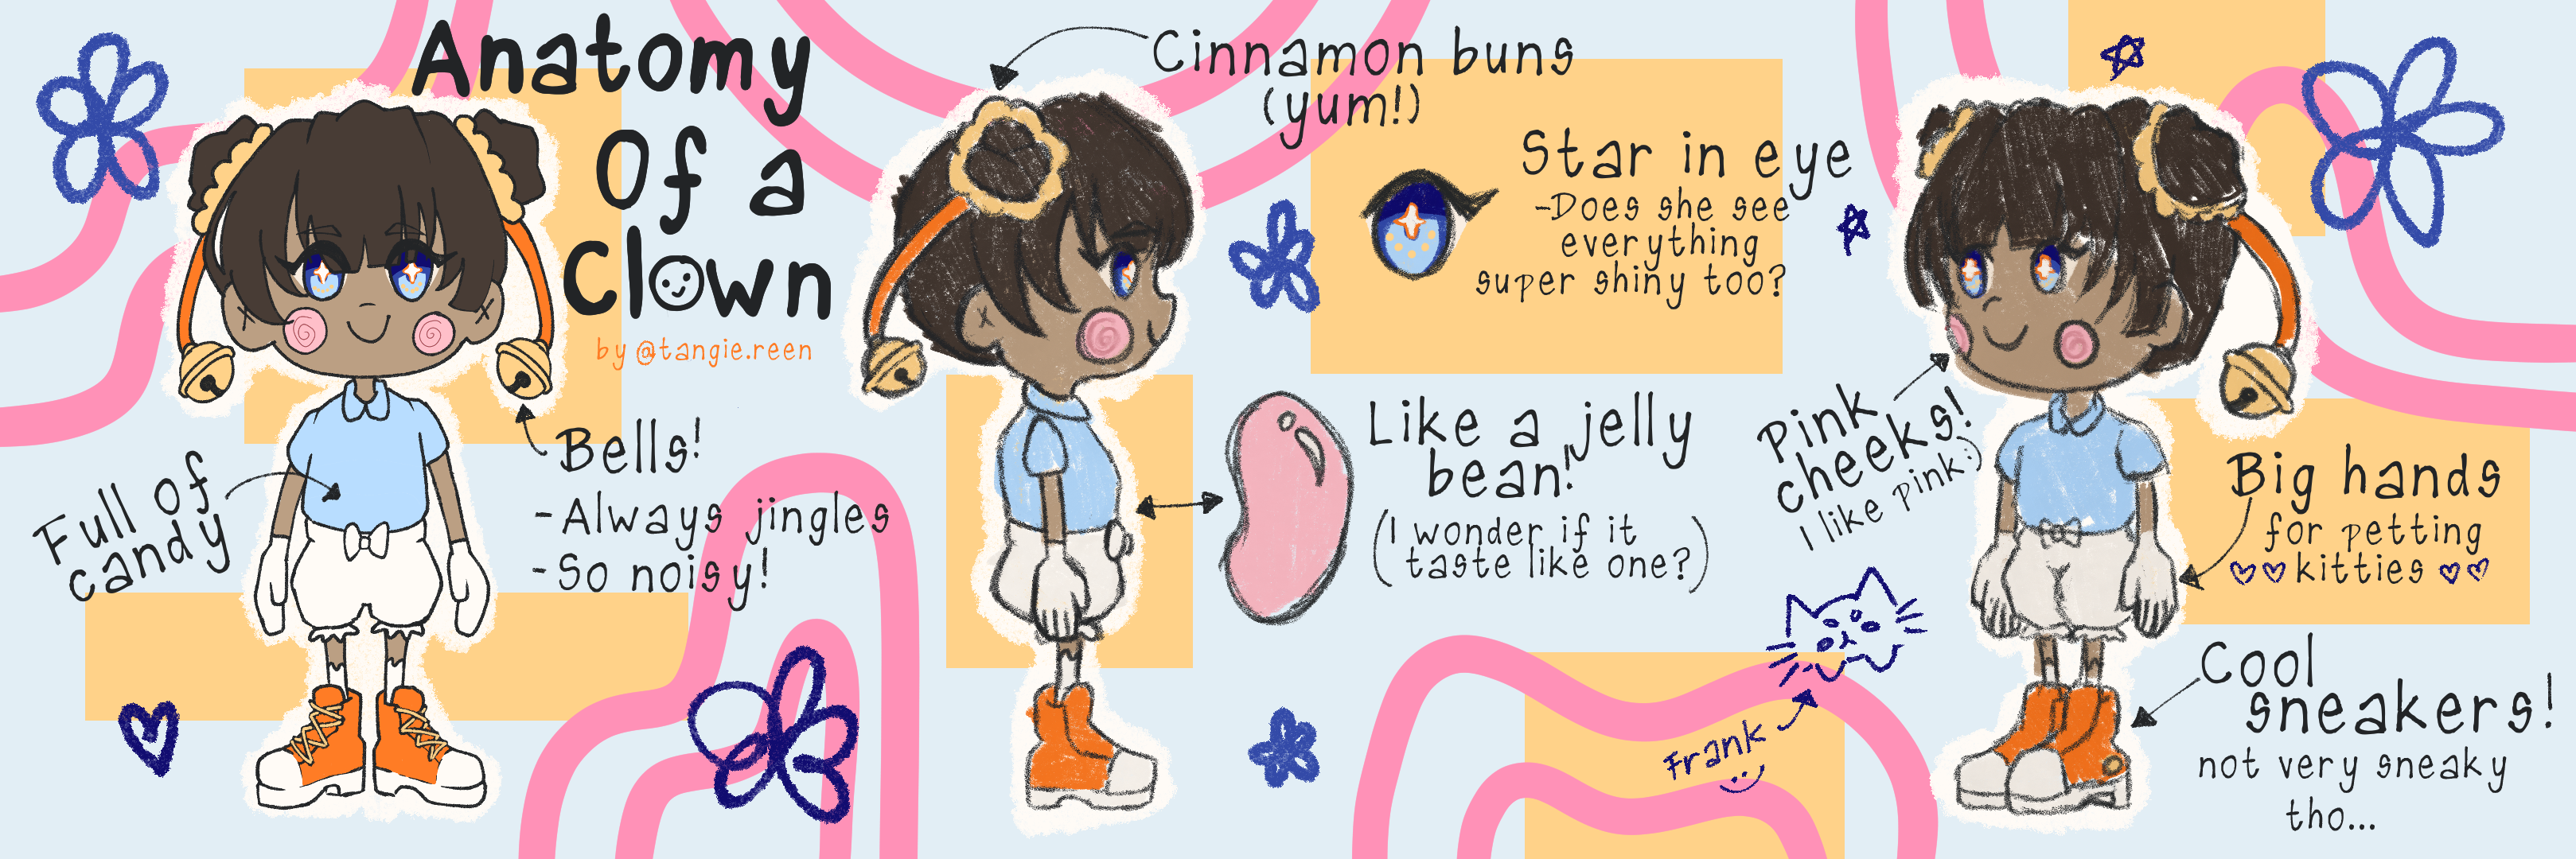 Anatomy
Of a
Clown
by @tangie.reen
Full of
candy
Bells!
-Always jingles
-So noisy!
Cinnamon buns
(yum!)
Star in eye
-Does she see
everything
super shiny too?
Like a jelly
bean!
(I wonder if it
taste like one?)
Pink
cheeks!
I like pink:)
Frank
Big hands
for petting
kitties
Cool
sneakers!
not very sneaky
tho...